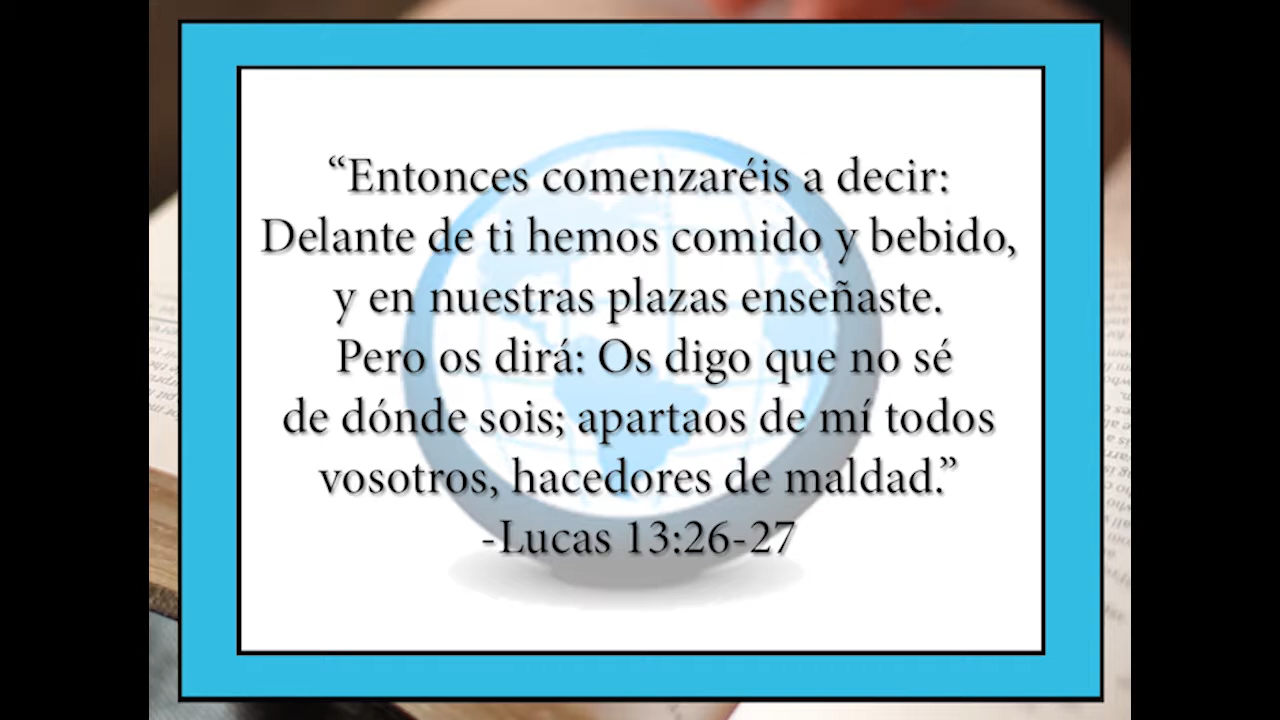 “Entonces comenzaréis a decir:
Delante de ti hemos comido y bebido,
y en nuestras plazas enseñaste.
Pero os dirá: Os digo que no sé
de dónde sois; apartaos de mí todos
vosotros, hacedores de maldad.”
-Lucas 13:26-27